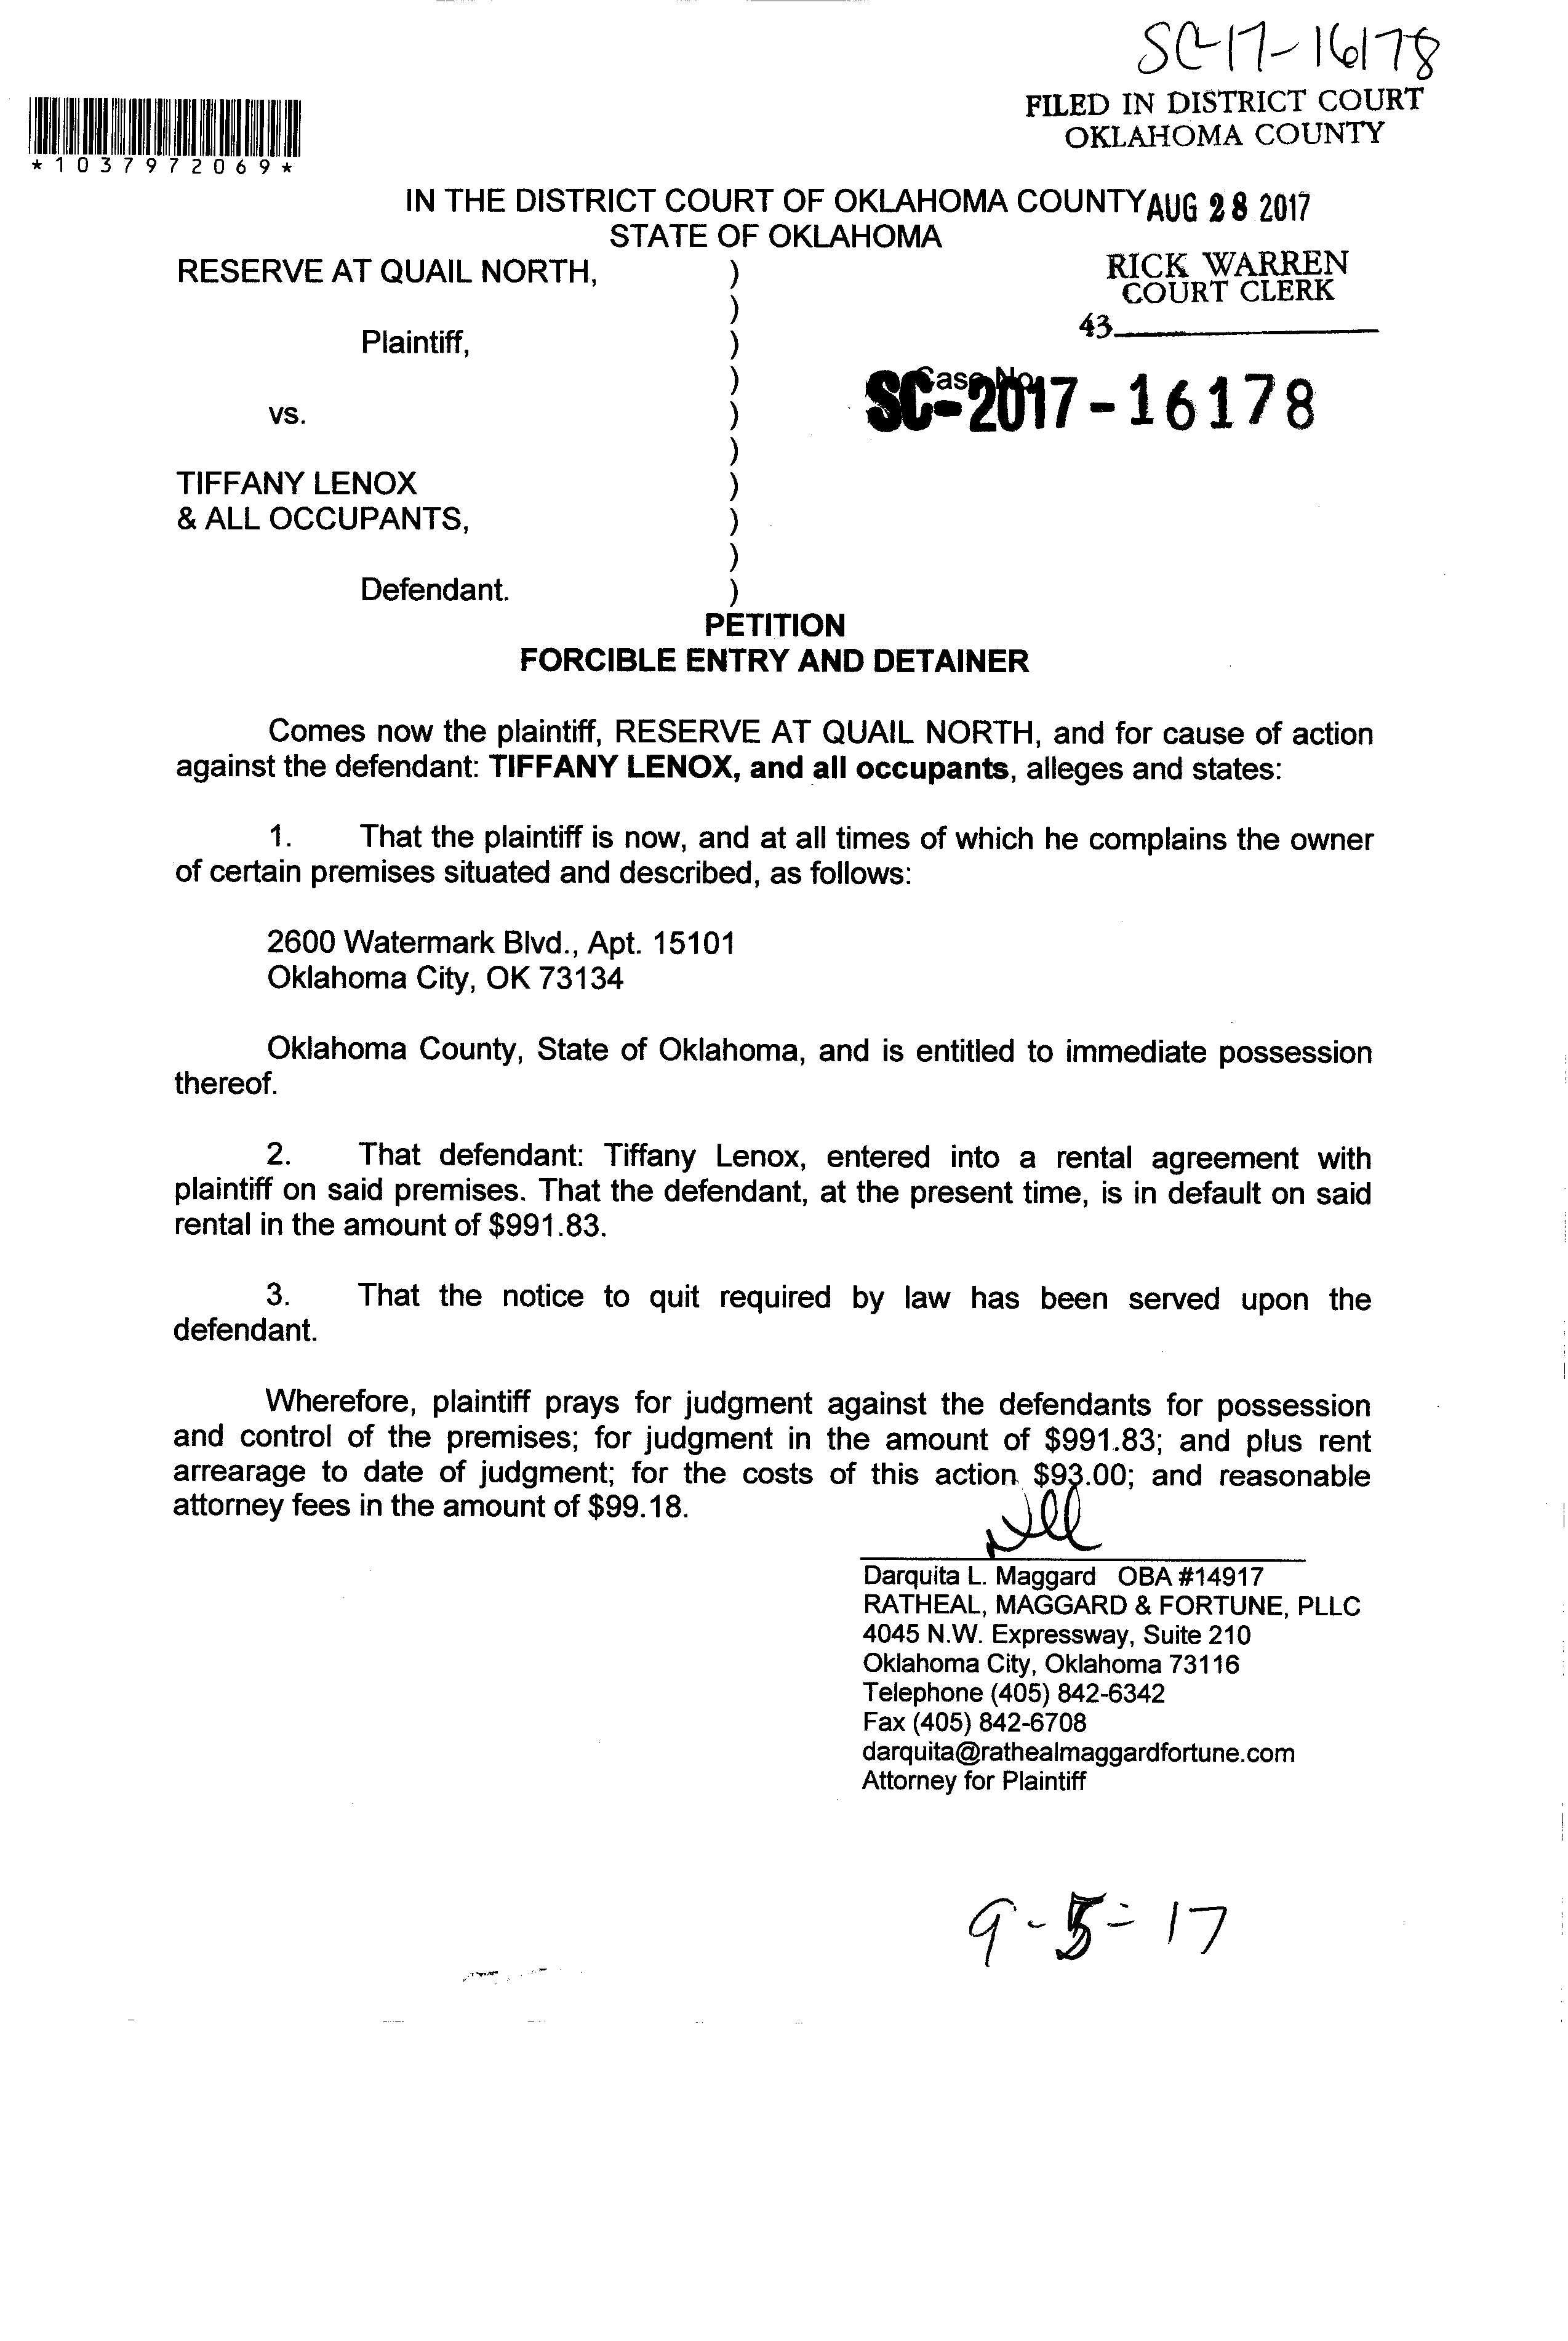 SC-17-16178
FILED IN DISTRICT COURT
OKLAHOMA COUNTY
*1037972069*
IN THE DISTRICT COURT OF OKLAHOMA COUNTY AUG 28 2017
STATE OF OKLAHOMA
RESERVE AT QUAIL NORTH, )
RICK WARREN
COURT CLERK
)
43
Plaintiff, )
)
Case No.
SC-2017-16178
vs. )
)
TIFFANY LENOX )
& ALL OCCUPANTS, )
)
Defendant. )
PETITION
FORCIBLE ENTRY AND DETAINER
Comes now the plaintiff, RESERVE AT QUAIL NORTH, and for cause of action
against the defendant: TIFFANY LENOX, and all occupants, alleges and states:
1. That the plaintiff is now, and at all times of which he complains the owner
of certain premises situated and described, as follows:
2600 Watermark Blvd., Apt. 15101
Oklahoma City, OK 73134
Oklahoma County, State of Oklahoma, and is entitled to immediate possession
thereof.
2. That defendant: Tiffany Lenox, entered into a rental agreement with
plaintiff on said premises. That the defendant, at the present time, is in default on said
rental in the amount of $991.83.
3. That the notice to quit required by law has been served upon the
defendant.
Wherefore, plaintiff prays for judgment against the defendants for possession
and control of the premises; for judgment in the amount of $991.83; and plus rent
arrearage to date of judgment; for the costs of this action $93.00; and reasonable
attorney fees in the amount of $99.18.
Darquita L. Maggard OBA #14917
RATHEAL, MAGGARD & FORTUNE, PLLC
4045 N.W. Expressway, Suite 210
Oklahoma City, Oklahoma 73116
Telephone (405) 842-6342
Fax (405) 842-6708
darquita@rathealmaggardfortune.com
Attorney for Plaintiff
9-5-17